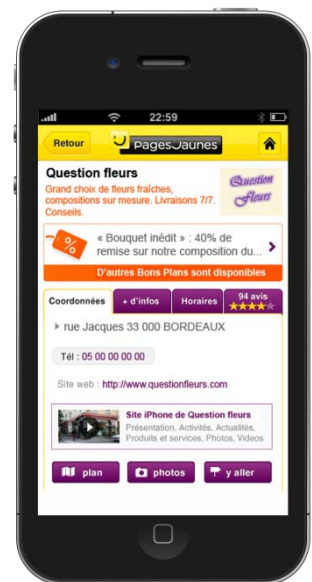 22:59
Retour
PagesJaunes
Question fleurs
Grand choix de fleurs fraîches,
compositions sur mesure. Livraisons 7/7.
Conseils.
Question
Fleurs
%
« Bouquet inédit » : 40% de
remise sur notre composition du...
D'autres Bons Plans sont disponibles
Coordonnées
+ d'infos
Horaires
94 avis
rue Jacques 33 000 BORDEAUX
Tél : 05 00 00 00 00
Site web : http://www.questionfleurs.com
Site iPhone de Question fleurs
Présentation, Activités, Actualités,
Produits et services, Photos, Videos
plan
photos
y aller